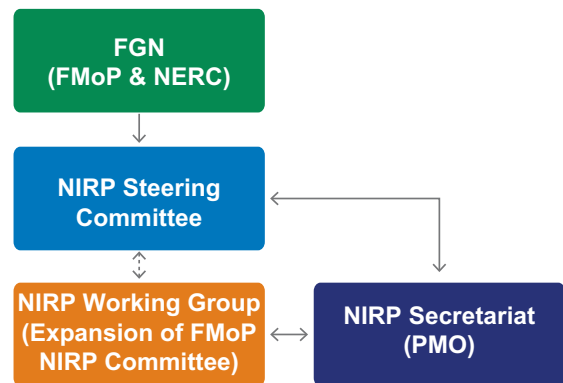 FGN
(FMoP & NERC)
NIRP Steering
Committee
NIRP Working Group
(Expansion of FMoP
NIRP Committee)
NIRP Secretariat
(PMO)